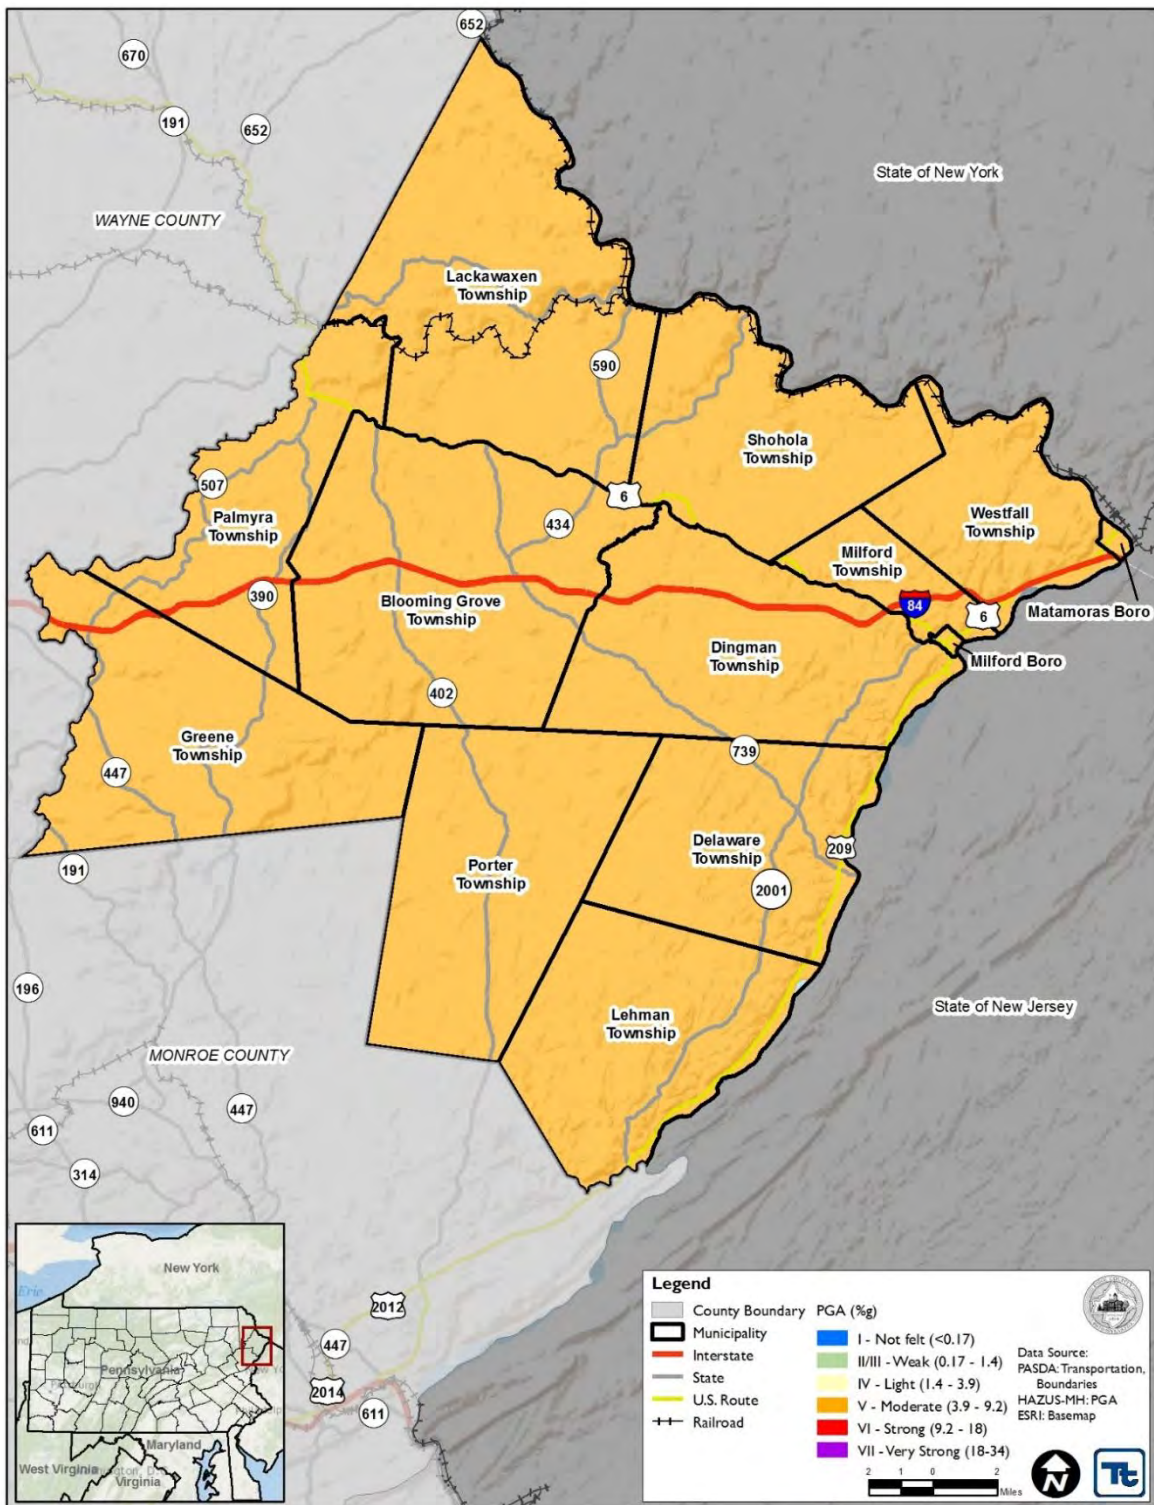 652
670
191
652
State of New York
WAYNE COUNTY
Lackawaxen
Township
590
Shohola
Township
507
6
434
Palmyra
Township
Westfall
Township
Milford
Township
390
Blooming Grove
Township
84
6
Matamoras Boro
Dingman
Township
Milford Boro
402
Greene
Township
739
447
Delaware
Township
209
191
Porter
Township
2001
196
Lehman
Township
State of New Jersey
MONROE COUNTY
940
447
611
314
New York
Erie
Pennsylvania
Maryland
West Virginia
Virginia
2012
447
2014
611
Legend
County Boundary
Municipality
Interstate
State
U.S. Route
Railroad
PGA (%g)
I - Not felt (<0.17)
II/III - Weak (0.17 - 1.4)
IV - Light (1.4 - 3.9)
V - Moderate (3.9 - 9.2)
VI - Strong (9.2 - 18)
VII - Very Strong (18-34)
Data Source:
PASDA: Transportation,
Boundaries
HAZUS-MH: PGA
ESRI: Basemap
N
Tt
2 1 0 2
Miles